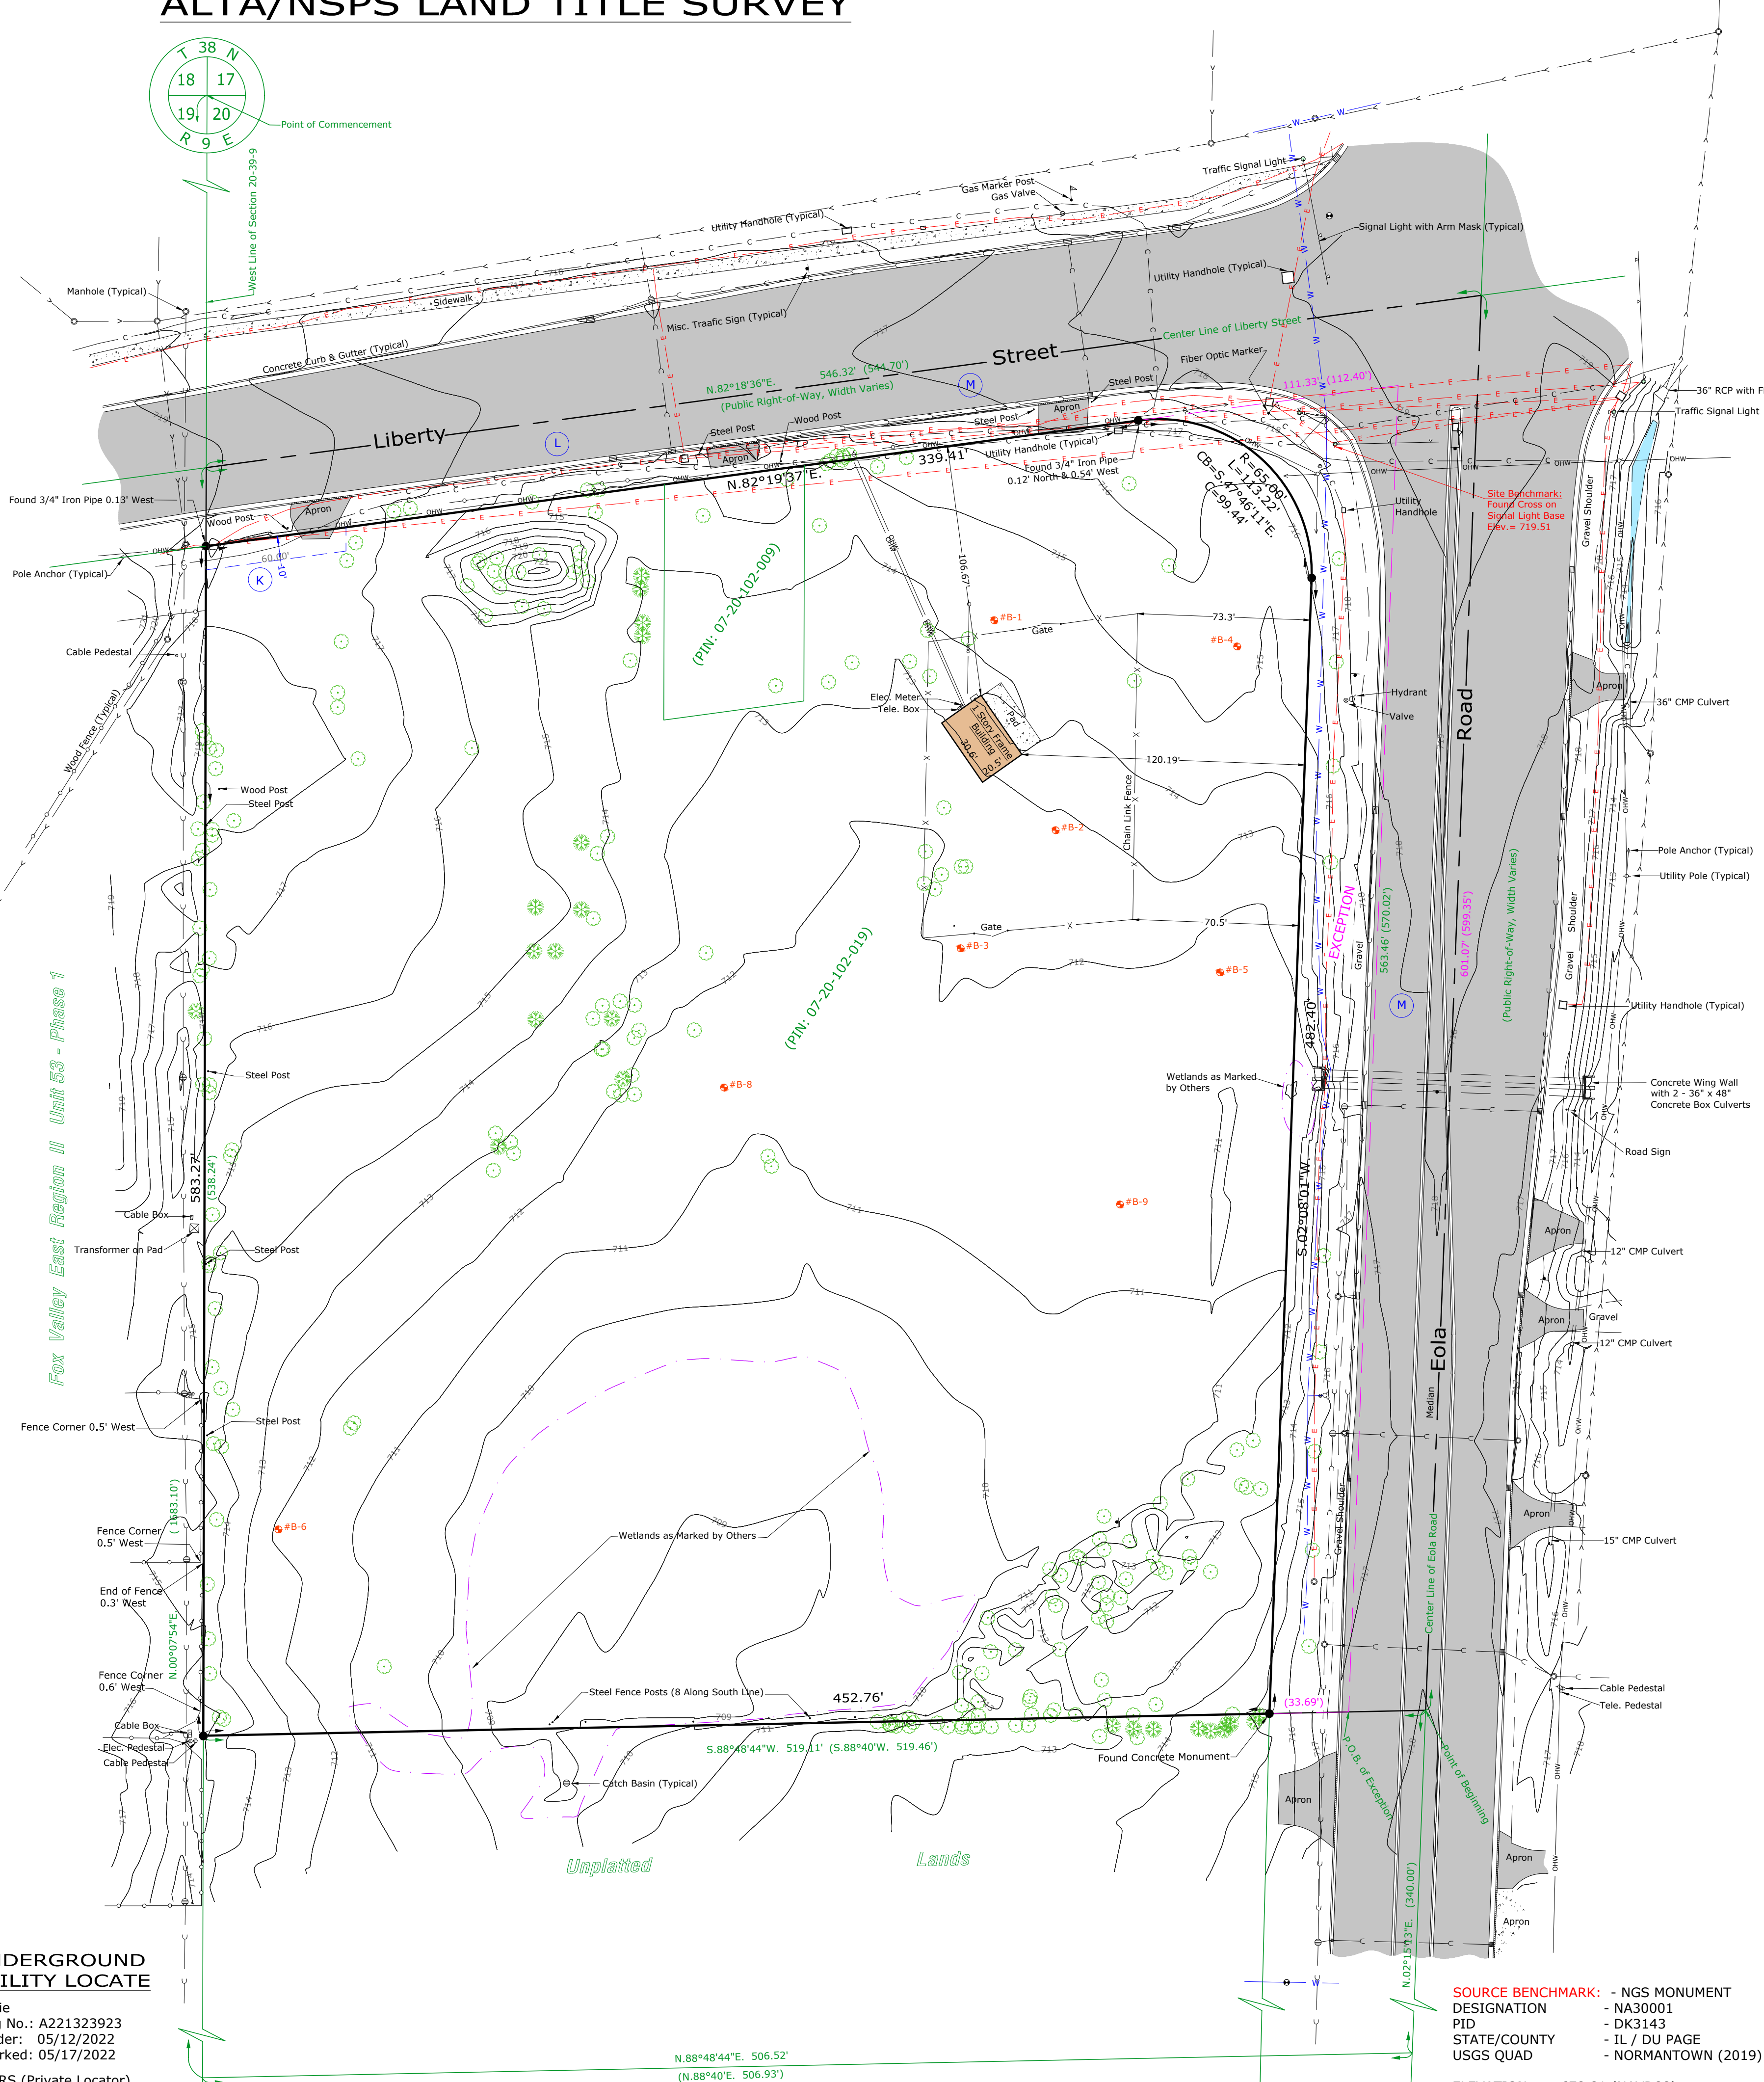 ALTA/NSPS LAND TITLE SURVEY
T 38 N
18 17
19 20
R 9 E
Point of Commencement
West Line of Section 20-39-9
Manhole (Typical)
Utility Handhole (Typical)
Gas Marker Post
Gas Valve
Traffic Signal Light
Signal Light with Arm Mask (Typical)
Utility Handhole (Typical)
Sidewalk
Misc. Traafic Sign (Typical)
Concrete Curb & Gutter (Typical)
Center Line of Liberty Street
Fiber Optic Marker
Liberty
Street
N.82°18'36"E.
546.32' (544.70')
(Public Right-of-Way, Width Varies)
L
M
111.33' (112.40')
36" RCP with F
Traffic Signal Light
Steel Post
Apron
Steel Post
Wood Post
Steel Post
Apron
Utility Handhole (Typical)
339.41'
N.82°19'37"E.
Found 3/4" Iron Pipe
0.12' North & 0.54' West
R=65.00'
L=113.22'
CB=S.47°46'11"E.
Cl=99.44'
Utility
Handhole
Site Benchmark:
Found Cross on
Signal Light Base
Elev.= 719.51
Gravel Shoulder
Found 3/4" Iron Pipe 0.13' West
Wood Post
Apron
Pole Anchor (Typical)
60.00'
10'
K
(PIN: 07-20-102-009)
106.67'
#B-1
Gate
73.3'
#B-4
Cable Pedestal
Wood Fence (Typical)
Elec. Meter
Tele. Box
1 Story Frame
Building
30.6'
20.5'
Pad
Hydrant
Valve
Apron
36" CMP Culvert
Road
120.19'
Chain Link Fence
Wood Post
Steel Post
#B-2
Pole Anchor (Typical)
Utility Pole (Typical)
EXCEPTION
563.46' (570.02')
601.07' (599.35')
(Public Right-of-Way, Width Varies)
Gravel
Gravel Shoulder
Gate
70.5'
#B-3
#B-5
(PIN: 07-20-102-019)
M
Utility Handhole (Typical)
482.40'
Fox Valley East Region II Unit 53 - Phase 1
Steel Post
#B-8
Wetlands as Marked
by Others
Concrete Wing Wall
with 2 - 36" x 48"
Concrete Box Culverts
Road Sign
583.27'
(538.24')
S.02°08'01"W.
#B-9
Cable Box
Transformer on Pad
Steel Post
Apron
12" CMP Culvert
Apron
Gravel
12" CMP Culvert
Eola
Median
Fence Corner 0.5' West
Steel Post
( 1683.10')
N.00°07'54"E.
#B-6
Fence Corner
0.5' West
End of Fence
0.3' West
Wetlands as Marked by Others
Gravel Shoulder
Center Line of Eola Road
Apron
15" CMP Culvert
Fence Corner
0.6' West
Cable Box
Elec. Pedestal
Cable Pedestal
Steel Fence Posts (8 Along South Line)
452.76'
S.88°48'44"W. 519.11' (S.88°40'W. 519.46')
(33.69')
Found Concrete Monument
Catch Basin (Typical)
Cable Pedestal
Tele. Pedestal
P.O.B. of Exception
Point of Beginning
Apron
Apron
Apron
Unplatted Lands
N.02°15'13"E. (340.00')
N.88°48'44"E. 506.52'
(N.88°40'E. 506.93')
NDERGROUND
ILITY LOCATE
ie
No.: A221323923
der: 05/12/2022
rked: 05/17/2022
RS (Private Locator)
SOURCE BENCHMARK: - NGS MONUMENT
DESIGNATION - NA30001
PID - DK3143
STATE/COUNTY - IL / DU PAGE
USGS QUAD - NORMANTOWN (2019)